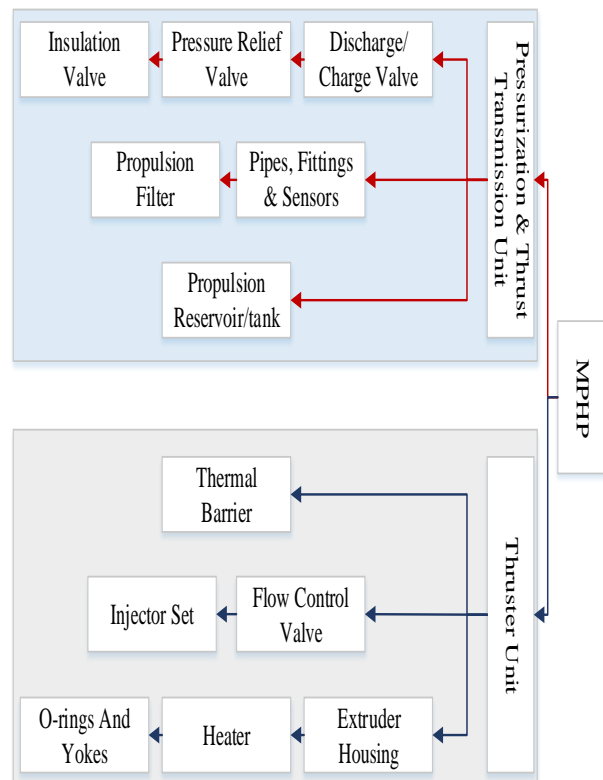 Insulation
Valve
Pressure Relief
Valve
Discharge/
Charge Valve
Pressurization & Thrust
Transmission Unit
Propulsion
Filter
Pipes, Fittings
& Sensors
Propulsion
Reservoir/tank
MPHP
Thermal
Barrier
Thruster Unit
Injector Set
Flow Control
Valve
O-rings And
Yokes
Heater
Extruder
Housing